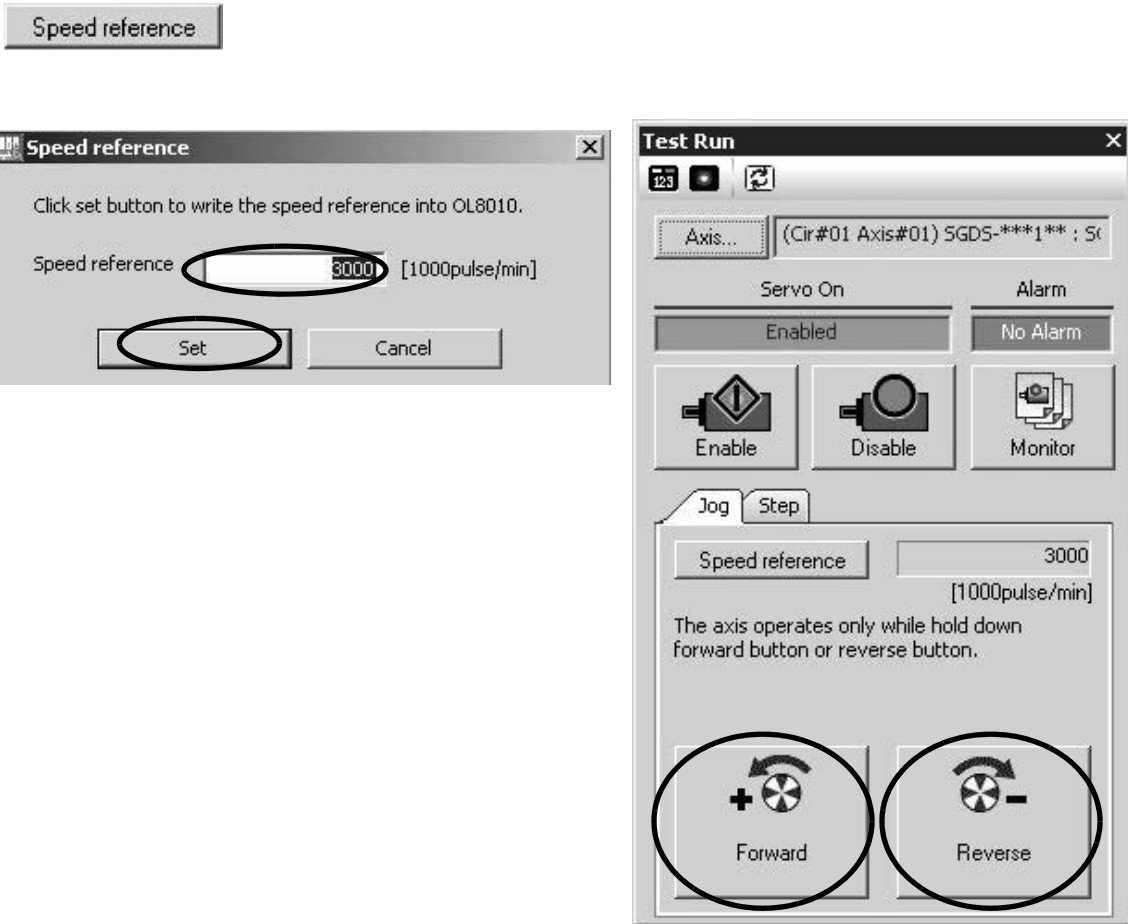 Speed reference
Speed reference
Click set button to write the speed reference into OL8010.
Speed reference 3000 [1000pulse/min]
Set Cancel
Test Run
123
Axis... (Cir#01 Axis#01) SGDS-***1** : S
Servo On Alarm
Enabled No Alarm
Enable Disable Monitor
Jog Step
Speed reference 3000
[1000pulse/min]
The axis operates only while hold down
forward button or reverse button.
+ -
Forward Reverse